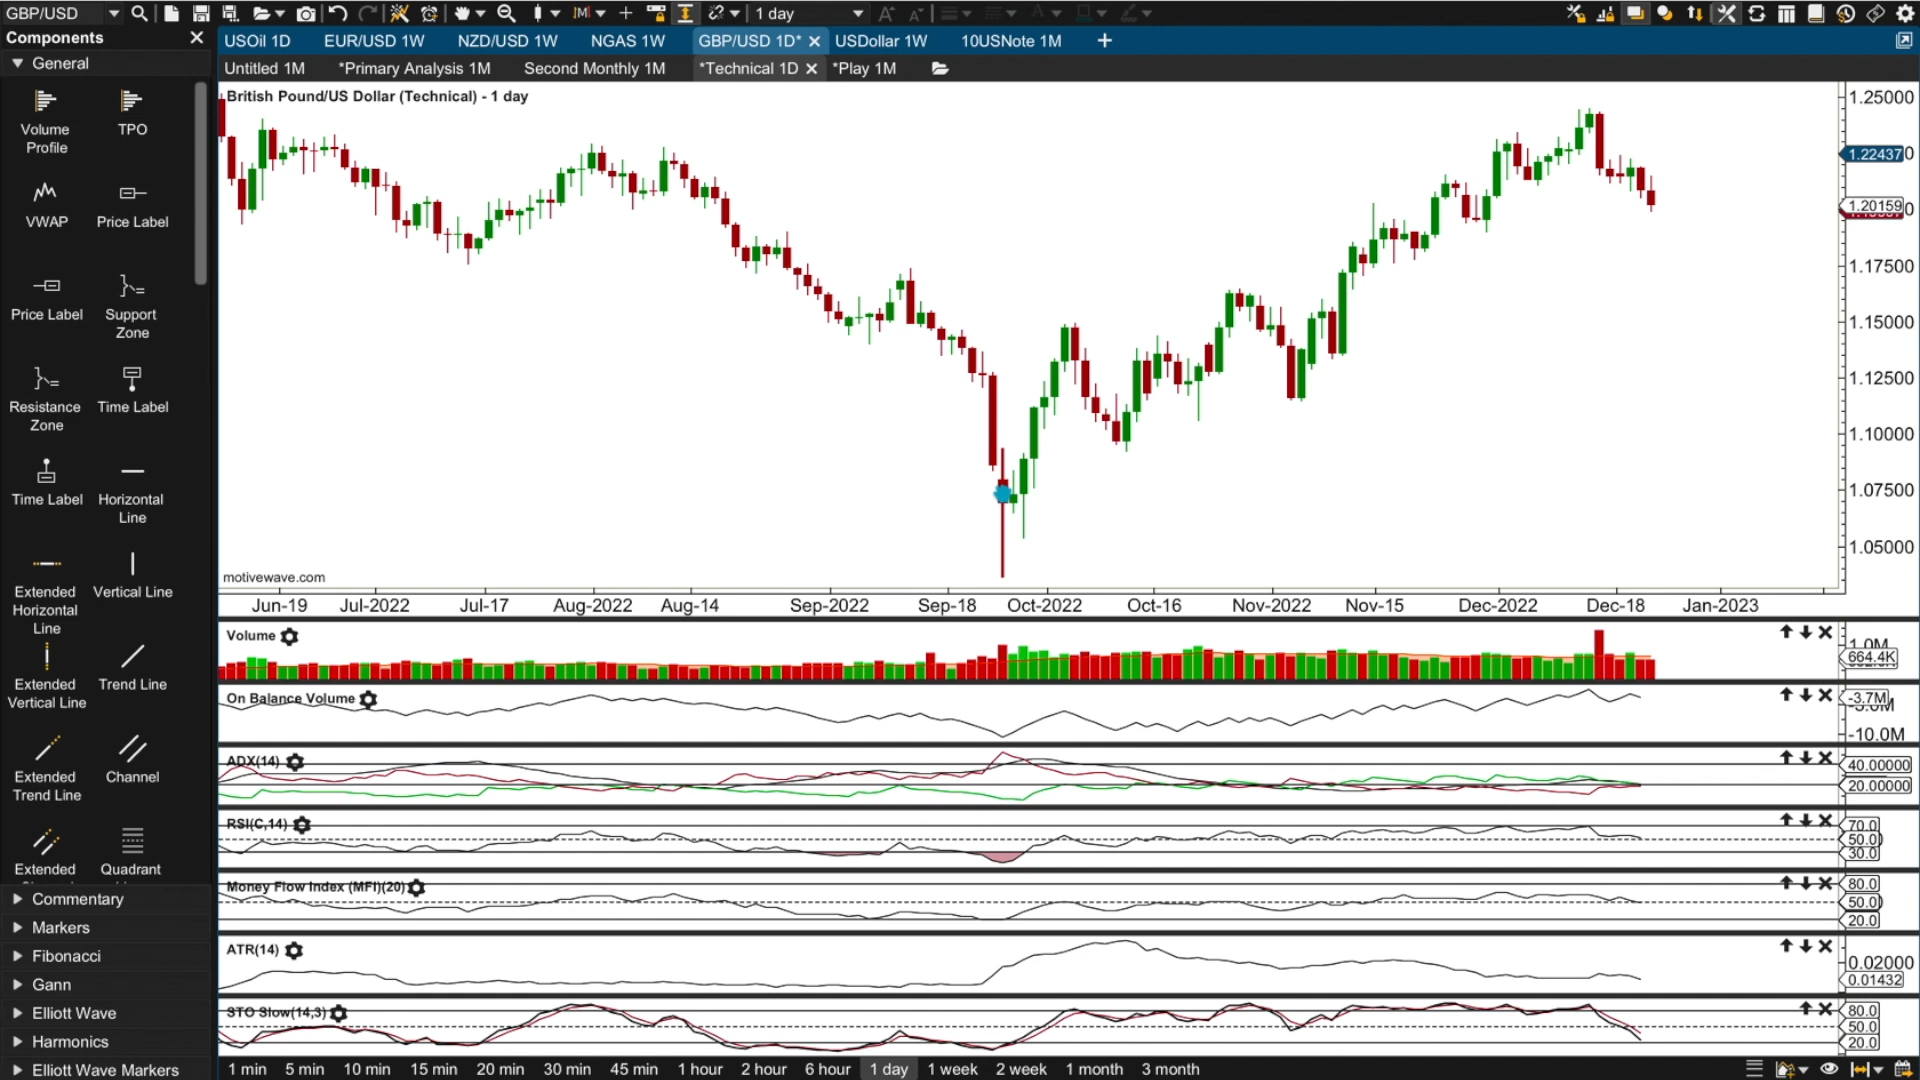 GBP/USD
1 day
Components
General
Volume Profile
TPO
VWAP
Price Label
Price Label
Support Zone
Resistance Zone
Time Label
Time Label
Horizontal Line
Extended Horizontal Line
Vertical Line
Extended Vertical Line
Trend Line
Extended Trend Line
Channel
Extended
Quadrant
Commentary
Markers
Fibonacci
Gann
Elliott Wave
Harmonics
Elliott Wave Markers
USOil 1D
EUR/USD 1W
NZD/USD 1W
NGAS 1W
GBP/USD 1D*
USDollar 1W
10USNote 1M
Untitled 1M
*Primary Analysis 1M
Second Monthly 1M
*Technical 1D
*Play 1M
British Pound/US Dollar (Technical) - 1 day
1.25000
1.22437
1.20159
1.17500
1.15000
1.12500
1.10000
1.07500
1.05000
motivewave.com
Jun-19
Jul-2022
Jul-17
Aug-2022
Aug-14
Sep-2022
Sep-18
Oct-2022
Oct-16
Nov-2022
Nov-15
Dec-2022
Dec-18
Jan-2023
Volume
1.0M
664.4K
On Balance Volume
-3.7M
-10.0M
ADX(14)
40.00000
20.00000
RSI(C,14)
70.0
50.0
30.0
Money Flow Index (MFI)(20)
80.0
50.0
20.0
ATR(14)
0.02000
0.01432
STO Slow(14,3)
80.0
50.0
20.0
1 min
5 min
10 min
15 min
20 min
30 min
45 min
1 hour
2 hour
6 hour
1 day
1 week
2 week
1 month
3 month